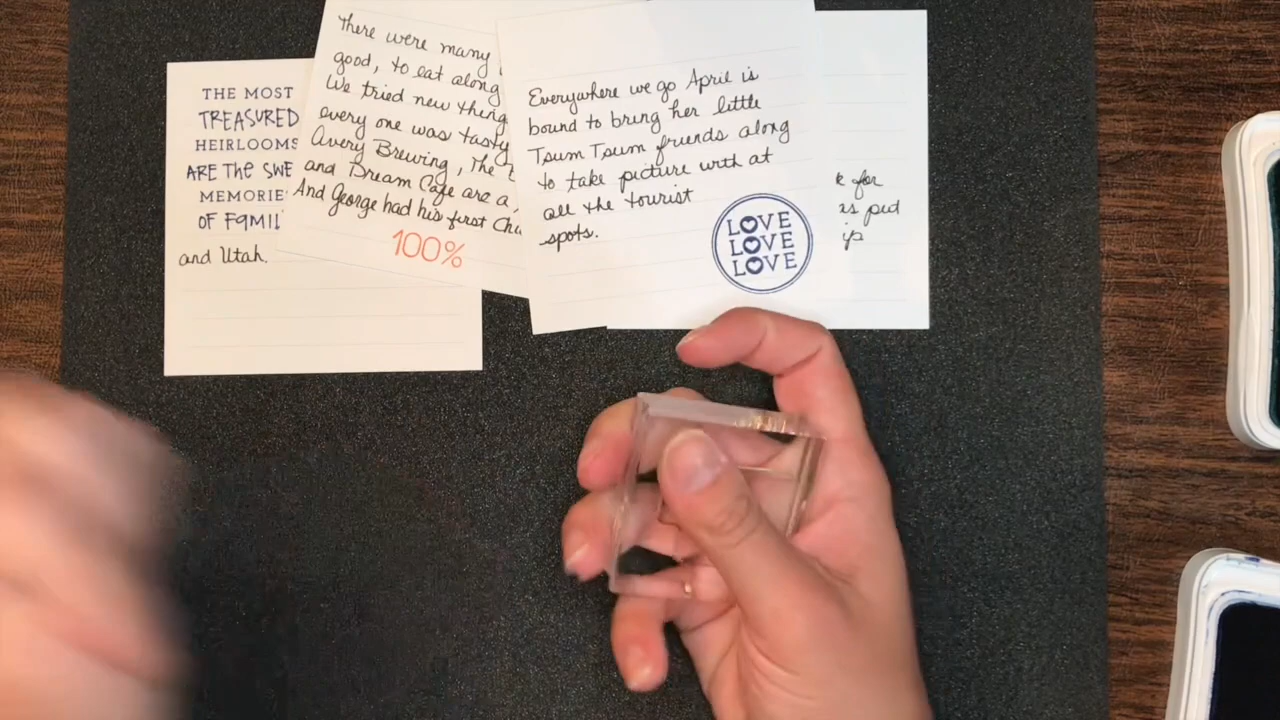 THE MOST
TREASURED
HEIRLOOMS
ARE THE SWE
MEMORIE
OF FAMIL
and Utah.
There were many
good, to eat along
We tried new thing
every one was tasty
Avery Brewing, The
and Dream Cafe are a
And George had his first Chi
100%
Everywhere we go April is
bound to bring her little
Tsum Tsum friends along
to take picture with at
all the tourist
spots.
LOVE
LOVE
LOVE
k for
as put
ip